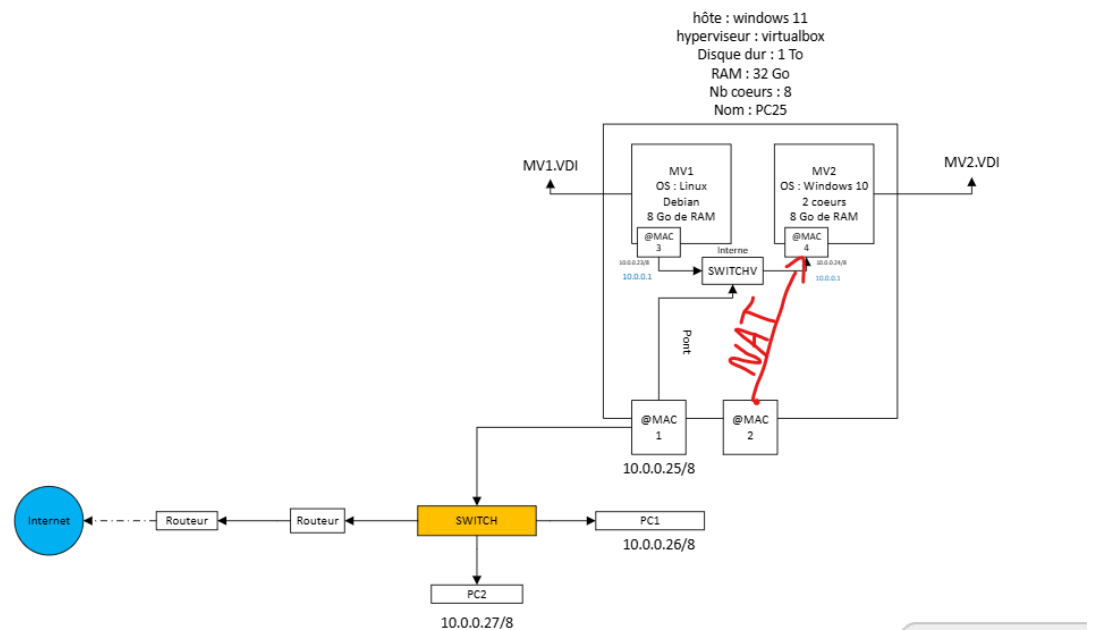 hôte : windows 11
hyperviseur : virtualbox
Disque dur : 1 To
RAM : 32 Go
Nb coeurs : 8
Nom : PC25
MV1.VDI
MV1
OS : Linux
Debian
8 Go de RAM
MV2
OS : Windows 10
2 coeurs
8 Go de RAM
MV2.VDI
@MAC
3
10.0.0.23/8
10.0.0.1
Interne
SWITCHV
@MAC
4
10.0.0.24/8
10.0.0.1
Pont
NAT
@MAC
1
@MAC
2
10.0.0.25/8
Internet
Routeur
Routeur
SWITCH
PC1
10.0.0.26/8
PC2
10.0.0.27/8